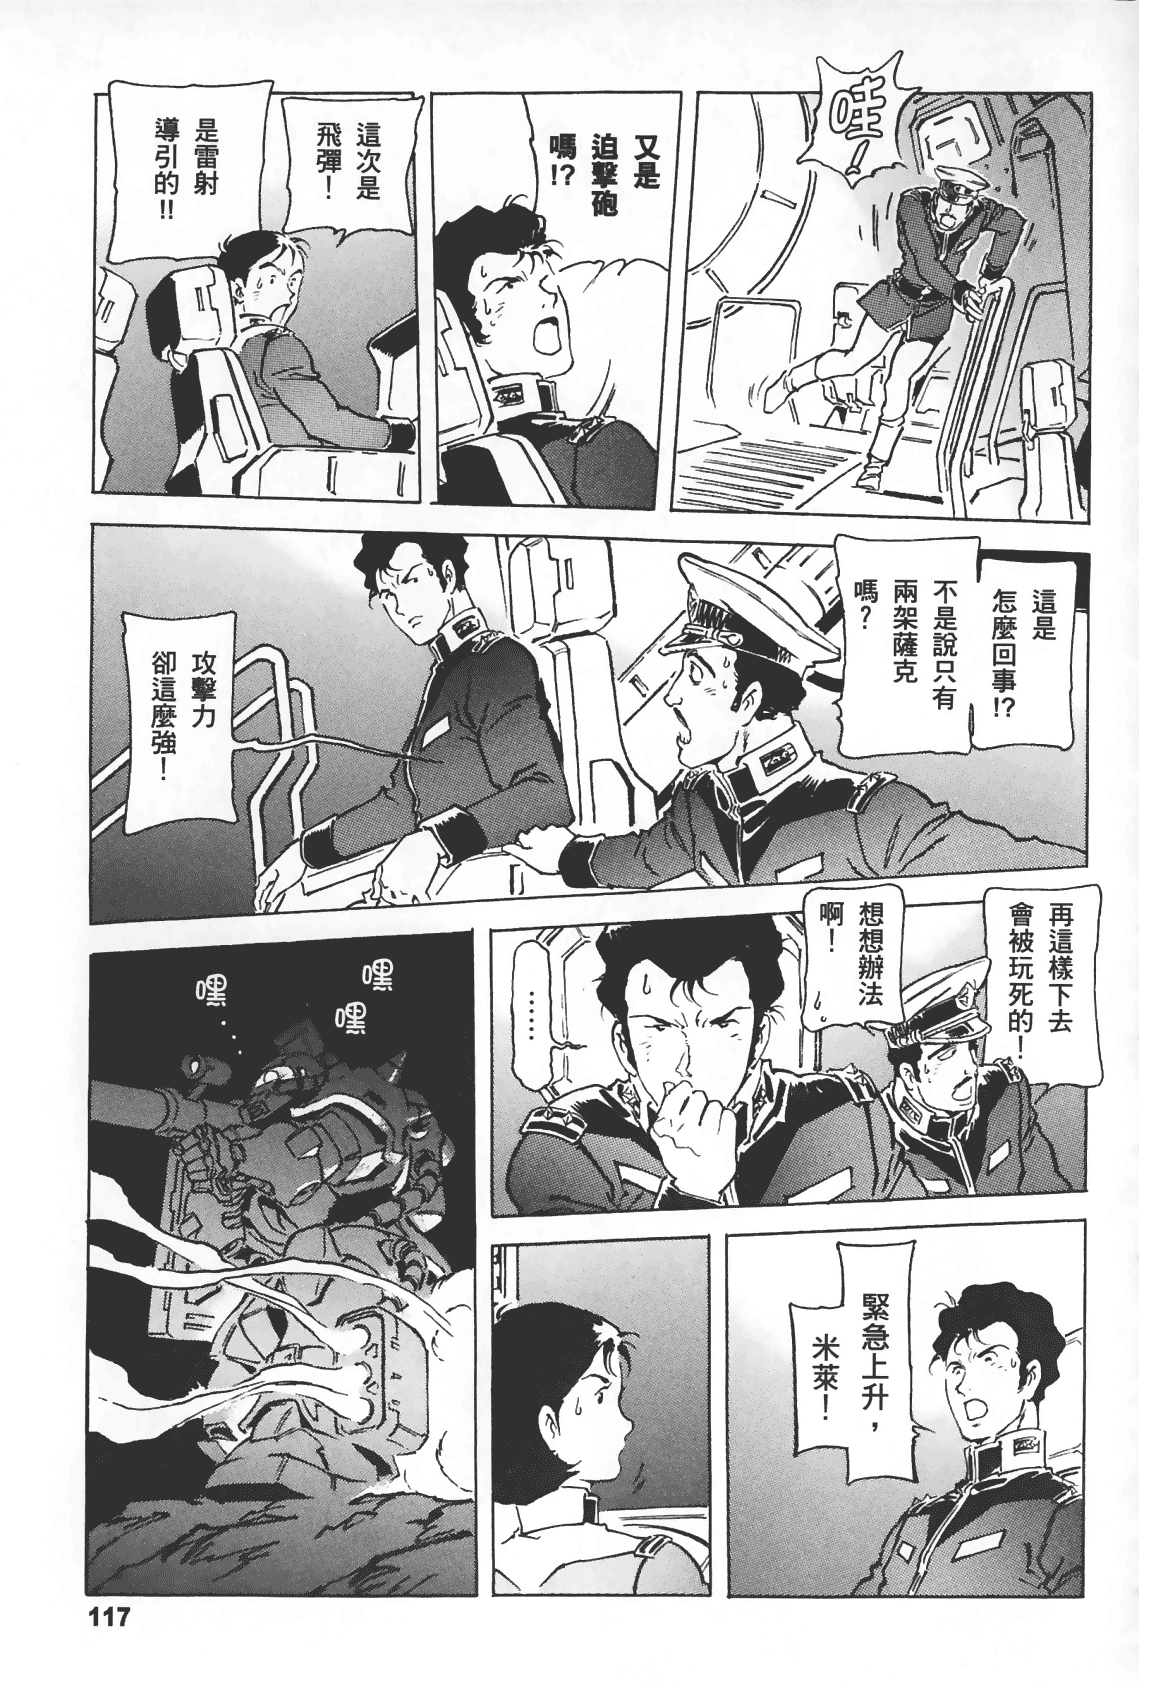 哇！
又是
迫擊砲
嗎!?
這次是
飛彈！
是雷射
導引的!!
這是
怎麼回事!?
不是說只有
兩架薩克
嗎？
攻擊力
卻這麼強！
再這樣下去
會被玩死的！
想想辦法
啊！
……
緊急上升，
米萊！
嘿
嘿
嘿
…
117